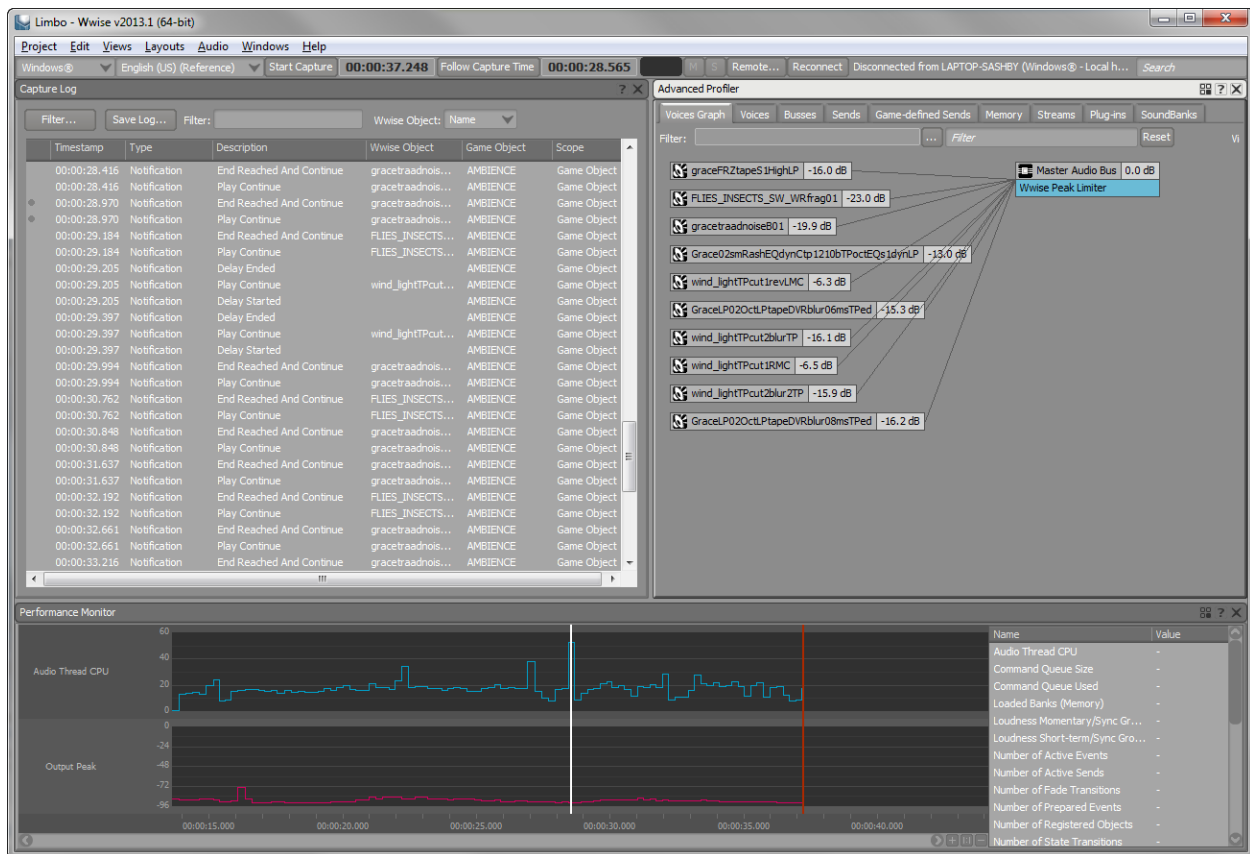 Limbo - Wwise v2013.1 (64-bit)
Project Edit Views Layouts Audio Windows Help
Windows® English (US) (Reference) Start Capture 00:00:37.248 Follow Capture Time 00:00:28.565 M S Remote... Reconnect Disconnected from LAPTOP-SASHBY (Windows® - Local h... Search
Capture Log ? X
Filter... Save Log... Filter: Wwise Object: Name
Timestamp Type Description Wwise Object Game Object Scope
00:00:28.416 Notification End Reached And Continue gracetraadnois... AMBIENCE Game Object
00:00:28.416 Notification Play Continue gracetraadnois... AMBIENCE Game Object
00:00:28.970 Notification End Reached And Continue gracetraadnois... AMBIENCE Game Object
00:00:28.970 Notification Play Continue gracetraadnois... AMBIENCE Game Object
00:00:29.184 Notification End Reached And Continue FLIES_INSECTS... AMBIENCE Game Object
00:00:29.184 Notification Play Continue FLIES_INSECTS... AMBIENCE Game Object
00:00:29.205 Notification Delay Ended AMBIENCE Game Object
00:00:29.205 Notification Play Continue wind_lightTPcut... AMBIENCE Game Object
00:00:29.205 Notification Delay Started AMBIENCE Game Object
00:00:29.397 Notification Delay Ended AMBIENCE Game Object
00:00:29.397 Notification Play Continue wind_lightTPcut... AMBIENCE Game Object
00:00:29.397 Notification Delay Started AMBIENCE Game Object
00:00:29.994 Notification End Reached And Continue gracetraadnois... AMBIENCE Game Object
00:00:29.994 Notification Play Continue gracetraadnois... AMBIENCE Game Object
00:00:30.762 Notification End Reached And Continue FLIES_INSECTS... AMBIENCE Game Object
00:00:30.762 Notification Play Continue FLIES_INSECTS... AMBIENCE Game Object
00:00:30.848 Notification End Reached And Continue gracetraadnois... AMBIENCE Game Object
00:00:30.848 Notification Play Continue gracetraadnois... AMBIENCE Game Object
00:00:31.637 Notification End Reached And Continue gracetraadnois... AMBIENCE Game Object
00:00:31.637 Notification Play Continue gracetraadnois... AMBIENCE Game Object
00:00:32.192 Notification End Reached And Continue FLIES_INSECTS... AMBIENCE Game Object
00:00:32.192 Notification Play Continue FLIES_INSECTS... AMBIENCE Game Object
00:00:32.661 Notification End Reached And Continue gracetraadnois... AMBIENCE Game Object
00:00:32.661 Notification Play Continue gracetraadnois... AMBIENCE Game Object
00:00:33.216 Notification End Reached And Continue gracetraadnois... AMBIENCE Game Object
Advanced Profiler ? X
Voices Graph Voices Busses Sends Game-defined Sends Memory Streams Plug-ins SoundBanks
Filter: ... Filter Reset Vi
graceFRZtapeS1HighLP -16.0 dB
Master Audio Bus 0.0 dB
Wwise Peak Limiter
FLIES_INSECTS_SW_WRfrag01 -23.0 dB
gracetraadnoiseB01 -19.9 dB
Grace02smRashEQdynCtp1210bTPoctEQs1dynLP -13.0 dB
wind_lightTPcut1revLMC -6.3 dB
GraceLP02OctLPtapeDVRblur06msTPed -15.3 dB
wind_lightTPcut2blurTP -16.1 dB
wind_lightTPcut1RMC -6.5 dB
wind_lightTPcut2blur2TP -15.9 dB
GraceLP02OctLPtapeDVRblur08msTPed -16.2 dB
Performance Monitor ? X
Audio Thread CPU
60
40
20
0
Output Peak
0
-24
-48
-72
-96
00:00:15.000 00:00:20.000 00:00:25.000 00:00:30.000 00:00:35.000 00:00:40.000
Name Value
Audio Thread CPU -
Command Queue Size -
Command Queue Used -
Loaded Banks (Memory) -
Loudness Momentary/Sync Gr... -
Loudness Short-term/Sync Gro... -
Number of Active Events -
Number of Active Sends -
Number of Fade Transitions -
Number of Prepared Events -
Number of Registered Objects -
Number of State Transitions -